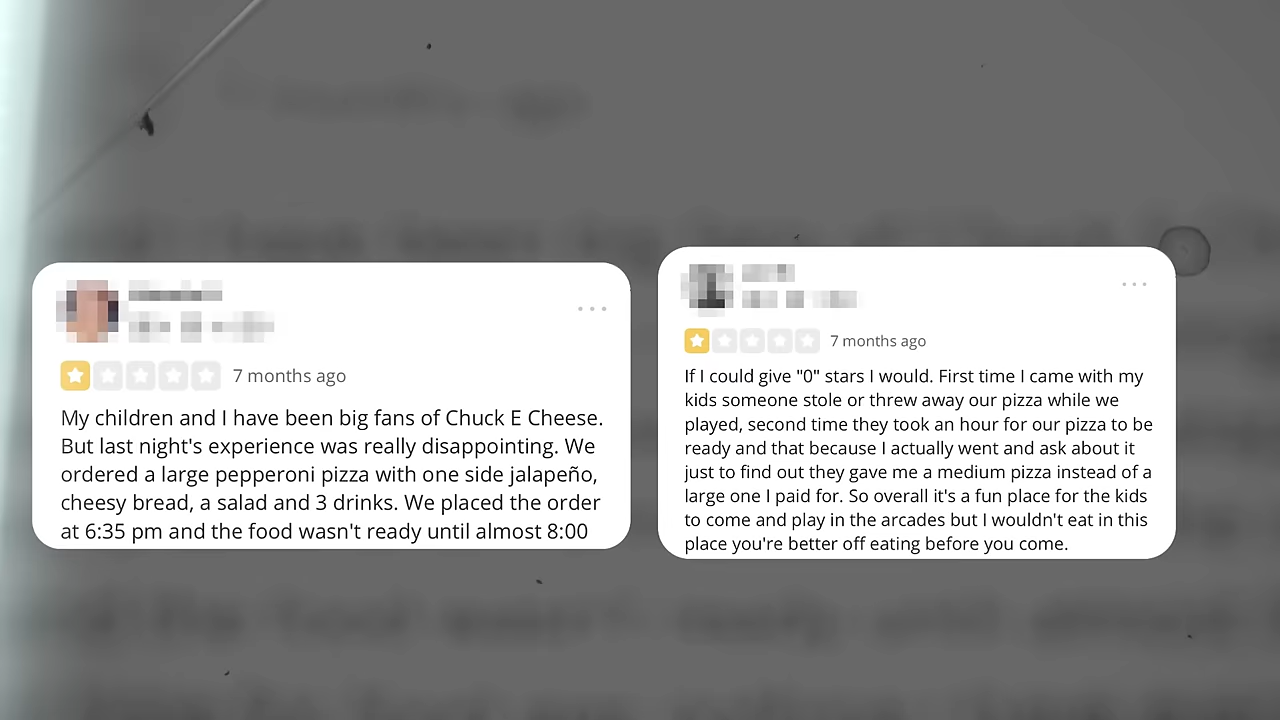 7 months ago
My children and I have been big fans of Chuck E Cheese.
But last night's experience was really disappointing. We
ordered a large pepperoni pizza with one side jalapeño,
cheesy bread, a salad and 3 drinks. We placed the order
at 6:35 pm and the food wasn't ready until almost 8:00
7 months ago
If I could give "0" stars I would. First time I came with my
kids someone stole or threw away our pizza while we
played, second time they took an hour for our pizza to be
ready and that because I actually went and ask about it
just to find out they gave me a medium pizza instead of a
large one I paid for. So overall it's a fun place for the kids
to come and play in the arcades but I wouldn't eat in this
place you're better off eating before you come.